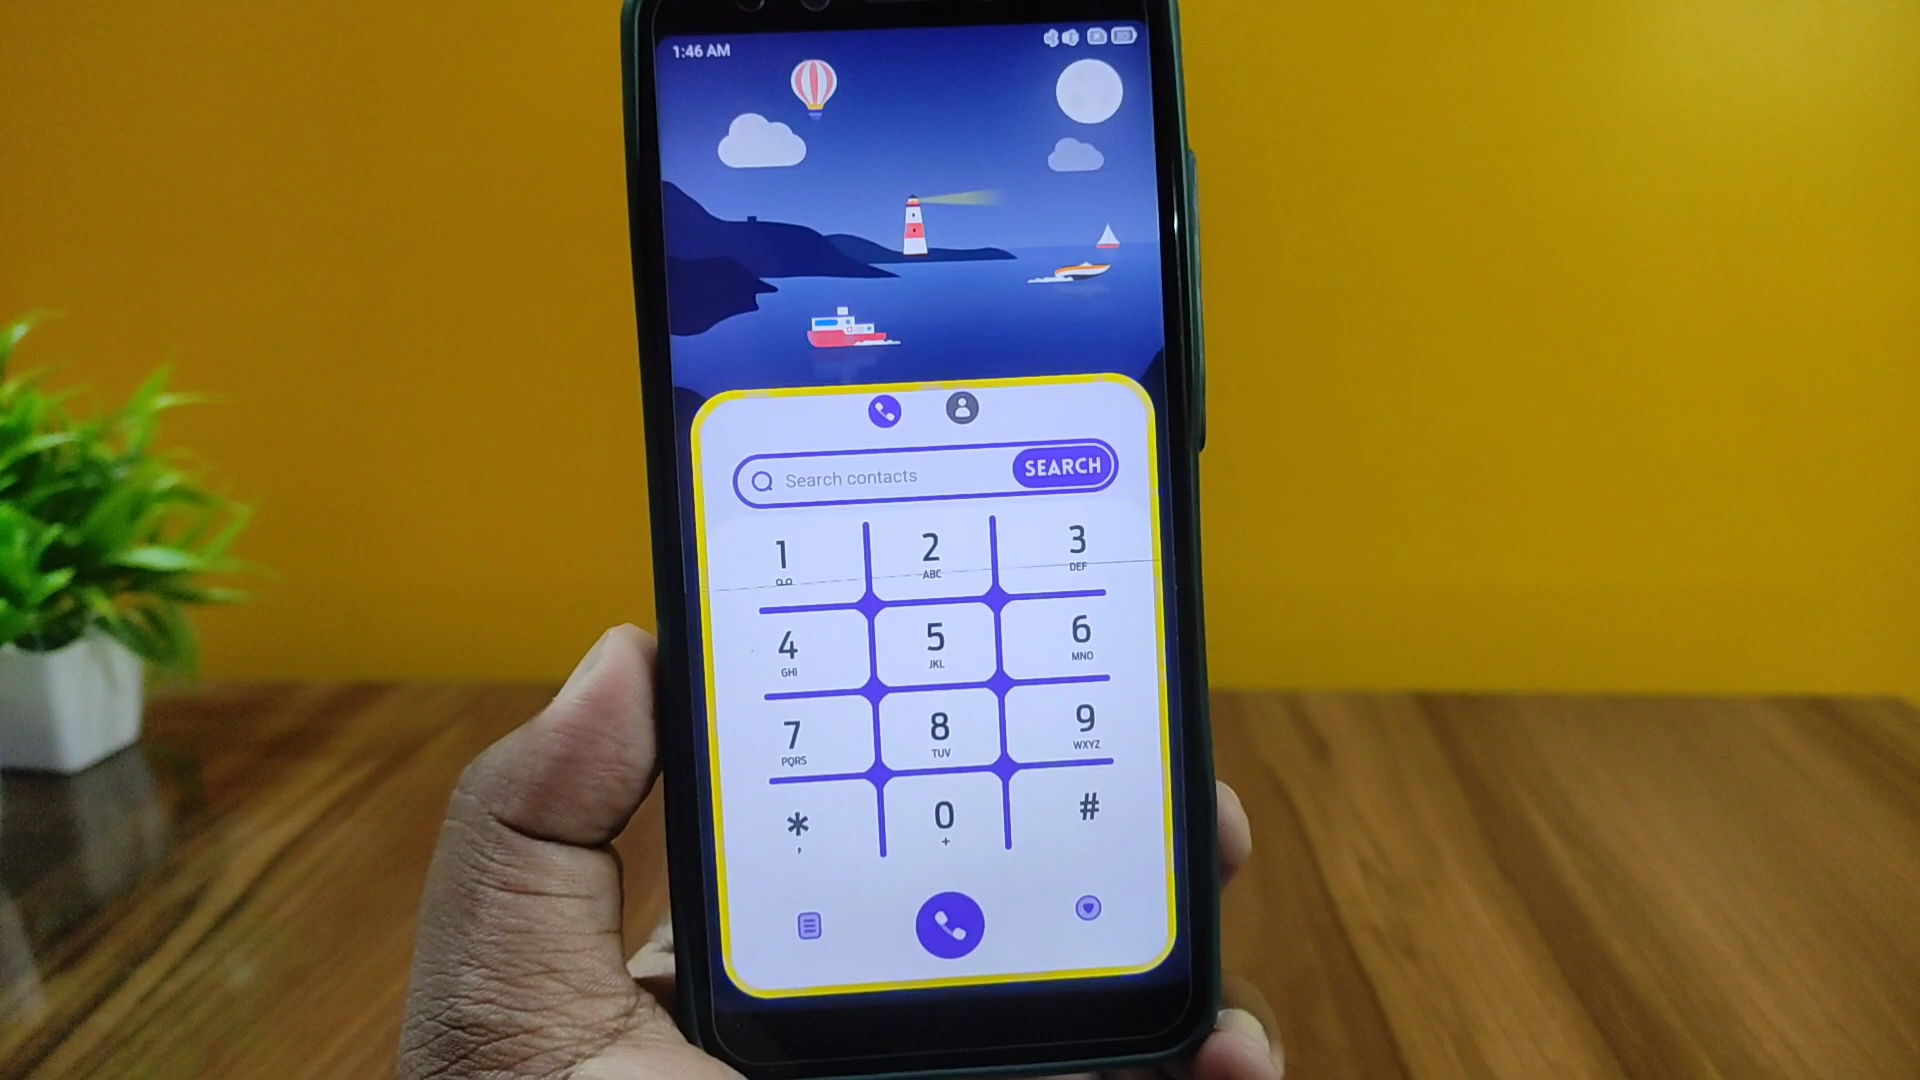 1:46 AM
Search contacts SEARCH
1 2 3
ABC DEF
4 5 6
GHI JKL MNO
7 8 9
PQRS TUV WXYZ
* 0 #
, +